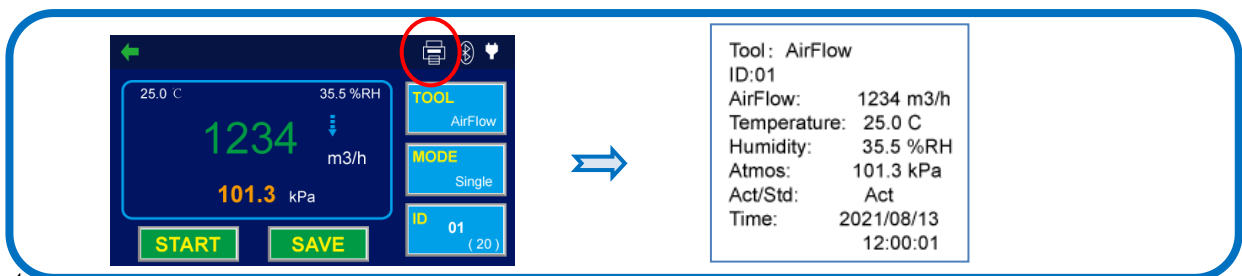 25.0 ℃ 35.5 %RH
1234 m3/h
101.3 kPa
START SAVE
TOOL
AirFlow
MODE
Single
ID 01
( 20 )
Tool: AirFlow
ID:01
AirFlow: 1234 m3/h
Temperature: 25.0 C
Humidity: 35.5 %RH
Atmos: 101.3 kPa
Act/Std: Act
Time: 2021/08/13
12:00:01